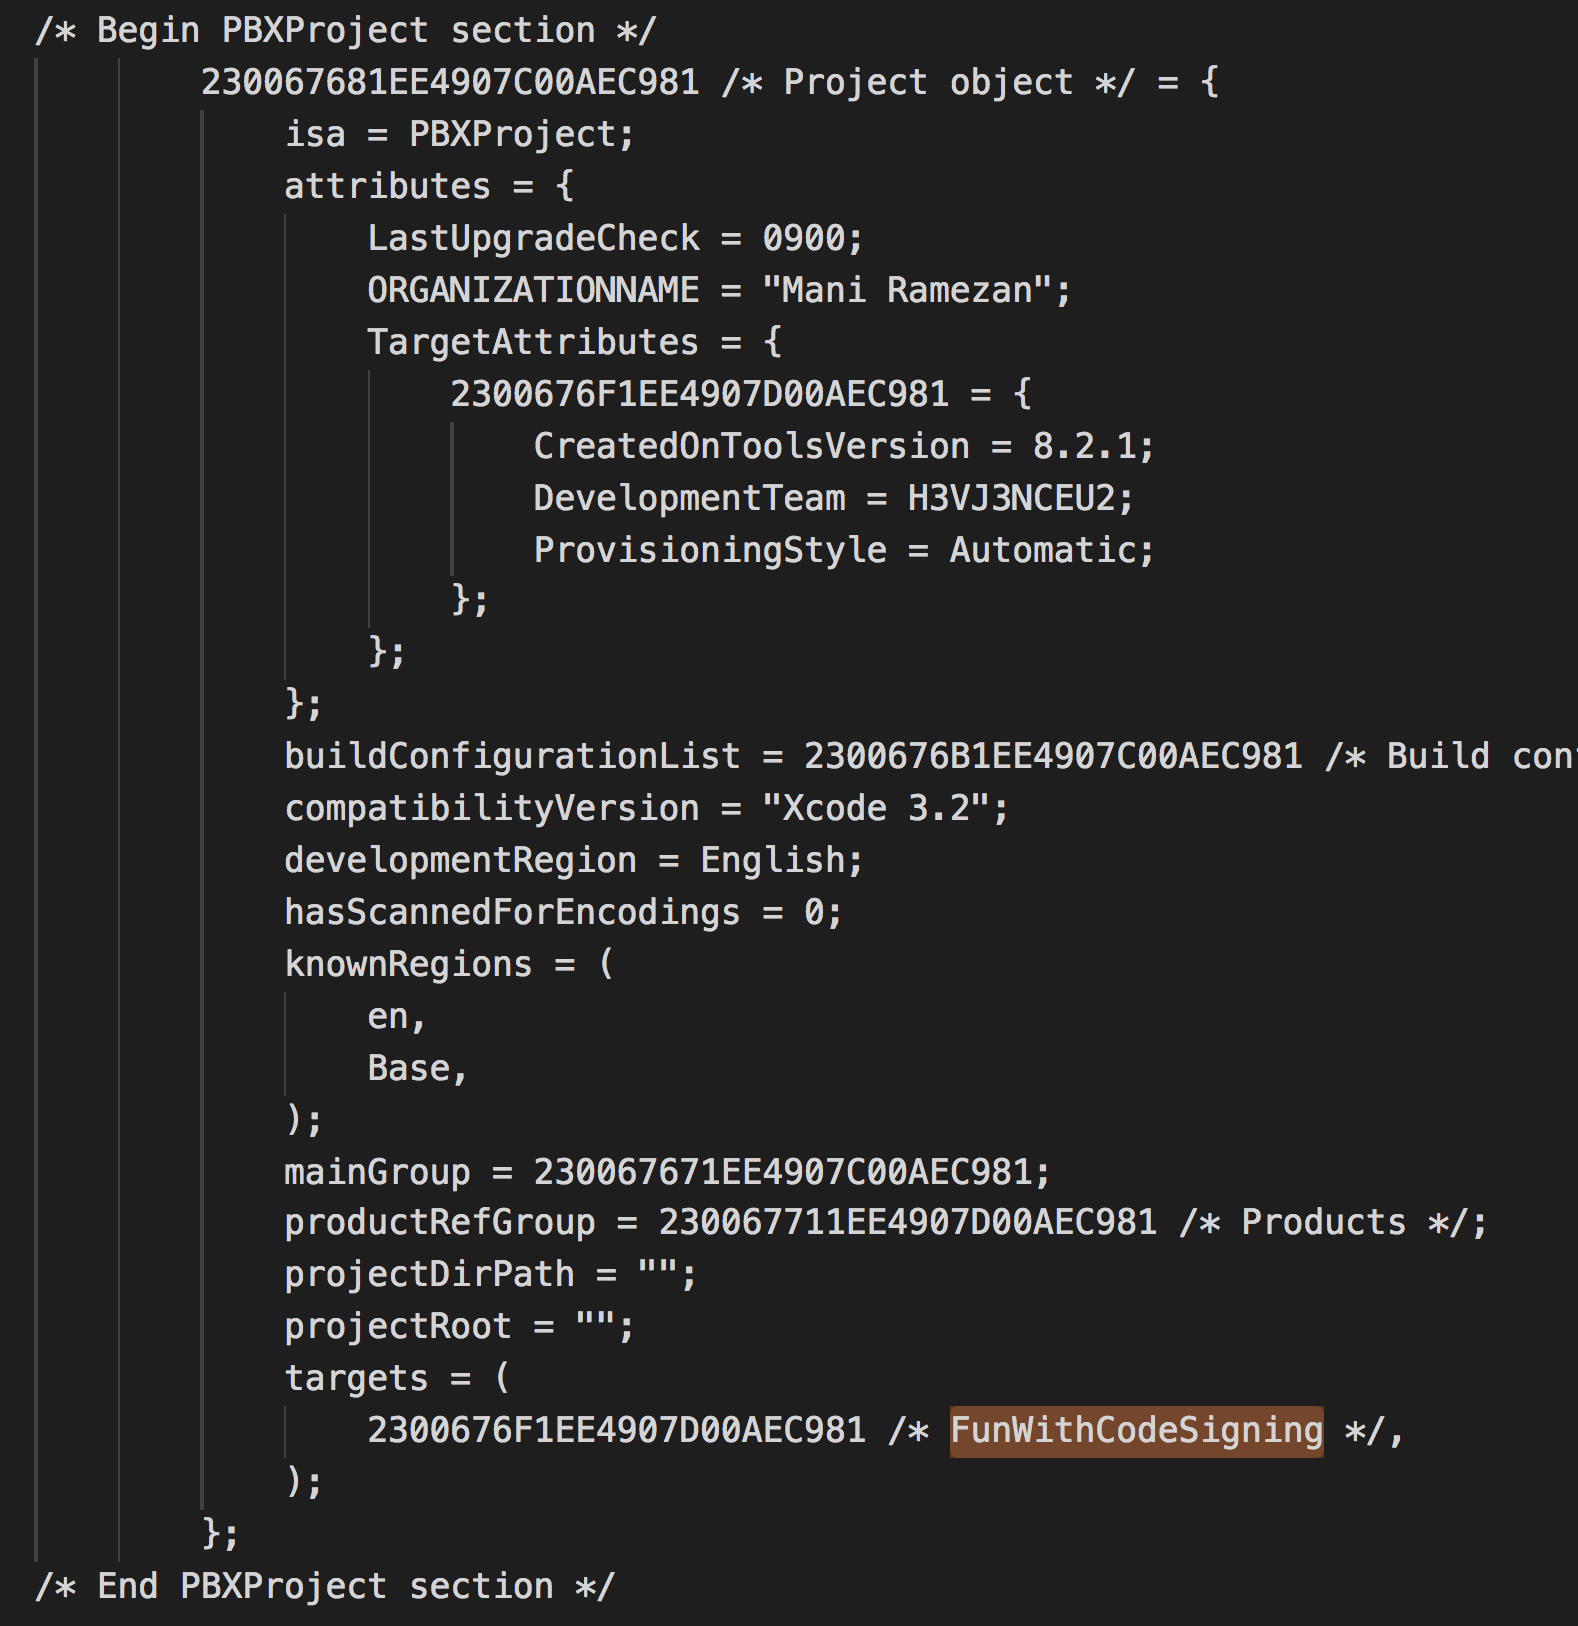 /* Begin PBXProject section */
230067681EE4907C00AEC981 /* Project object */ = {
isa = PBXProject;
attributes = {
LastUpgradeCheck = 0900;
ORGANIZATIONNAME = "Mani Ramezan";
TargetAttributes = {
2300676F1EE4907D00AEC981 = {
CreatedOnToolsVersion = 8.2.1;
DevelopmentTeam = H3VJ3NCEU2;
ProvisioningStyle = Automatic;
};
};
};
buildConfigurationList = 2300676B1EE4907C00AEC981 /* Build con
compatibilityVersion = "Xcode 3.2";
developmentRegion = English;
hasScannedForEncodings = 0;
knownRegions = (
en,
Base,
);
mainGroup = 230067671EE4907C00AEC981;
productRefGroup = 230067711EE4907D00AEC981 /* Products */;
projectDirPath = "";
projectRoot = "";
targets = (
2300676F1EE4907D00AEC981 /* FunWithCodeSigning */,
);
};
/* End PBXProject section */